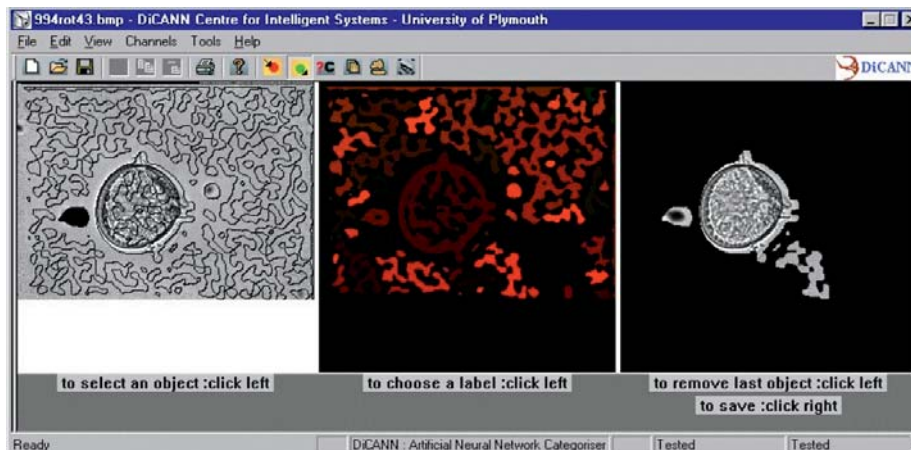 994rot43.bmp - DiCANN Centre for Intelligent Systems - University of Plymouth
File Edit View Channels Tools Help
?C DiCANN
to select an object :click left to choose a label :click left to remove last object :click left
to save :click right
Ready DiCANN : Artificial Neural Network Categoriser Tested Tested